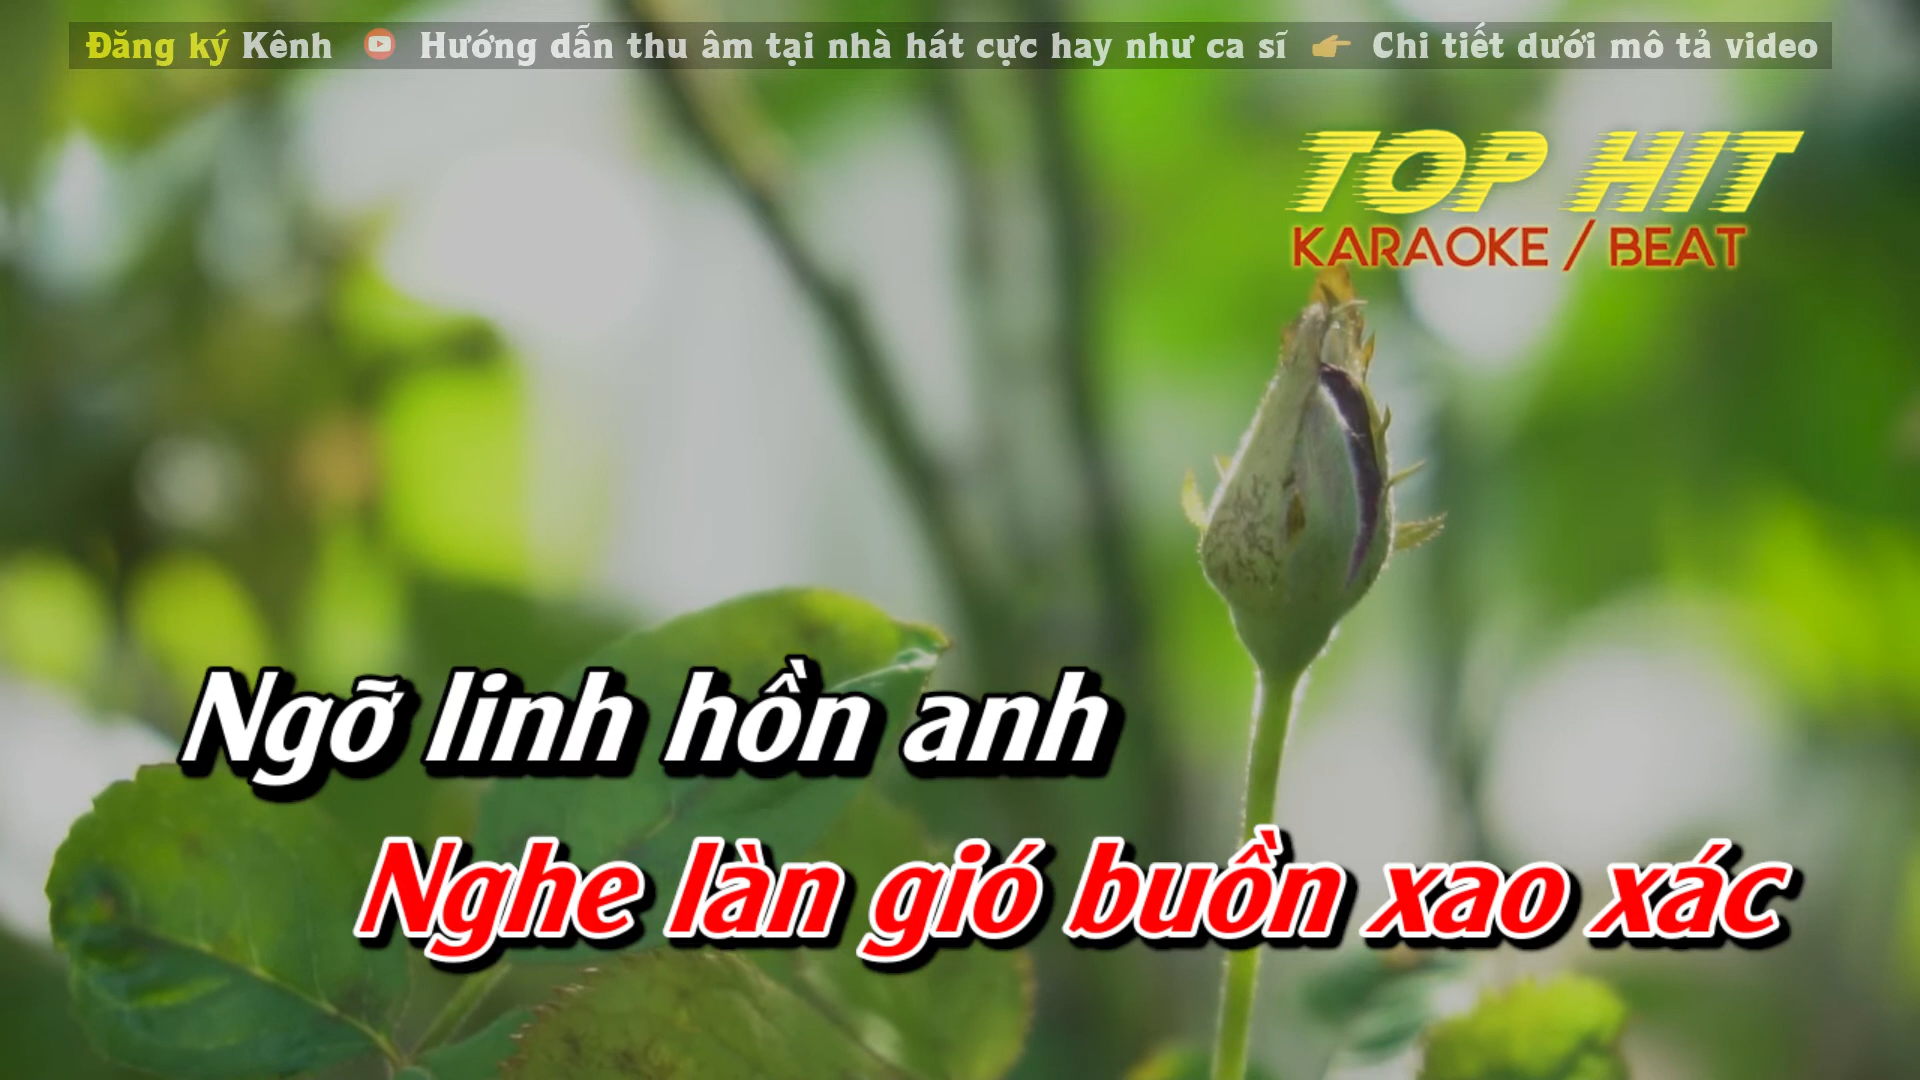 Đăng ký Kênh Hướng dẫn thu âm tại nhà hát cực hay như ca sĩ 👉 Chi tiết dưới mô tả video
TOP HIT
KARAOKE / BEAT
Ngỡ linh hồn anh
Nghe làn gió buồn xao xác